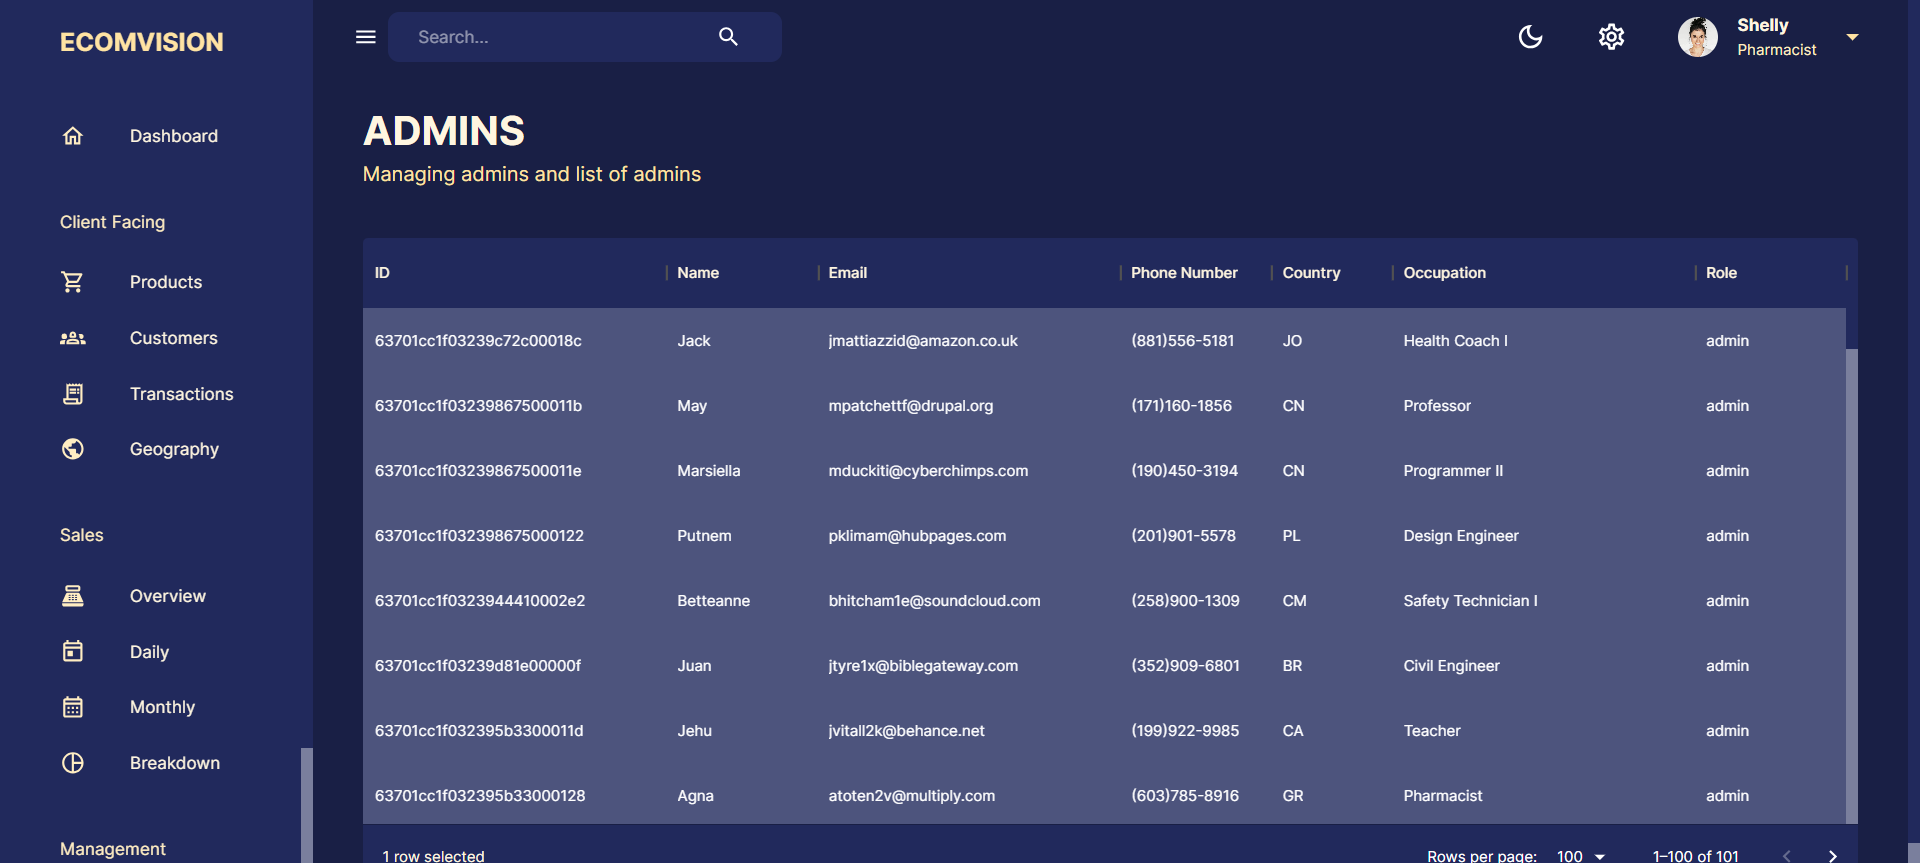 ECOMVISION
Dashboard
Client Facing
Products
Customers
Transactions
Geography
Sales
Overview
Daily
Monthly
Breakdown
Management
Search...
Shelly
Pharmacist
ADMINS
Managing admins and list of admins
ID Name Email Phone Number Country Occupation Role
63701cc1f03239c72c00018c Jack jmattiazzid@amazon.co.uk (881)556-5181 JO Health Coach I admin
63701cc1f03239867500011b May mpatchettf@drupal.org (171)160-1856 CN Professor admin
63701cc1f03239867500011e Marsiella mduckiti@cyberchimps.com (190)450-3194 CN Programmer II admin
63701cc1f032398675000122 Putnem pklimam@hubpages.com (201)901-5578 PL Design Engineer admin
63701cc1f0323944410002e2 Betteanne bhitcham1e@soundcloud.com (258)900-1309 CM Safety Technician I admin
63701cc1f03239d81e00000f Juan jtyre1x@biblegateway.com (352)909-6801 BR Civil Engineer admin
63701cc1f032395b3300011d Jehu jvitall2k@behance.net (199)922-9985 CA Teacher admin
63701cc1f032395b33000128 Agna atoten2v@multiply.com (603)785-8916 GR Pharmacist admin
1 row selected Rows per page: 100 1–100 of 101